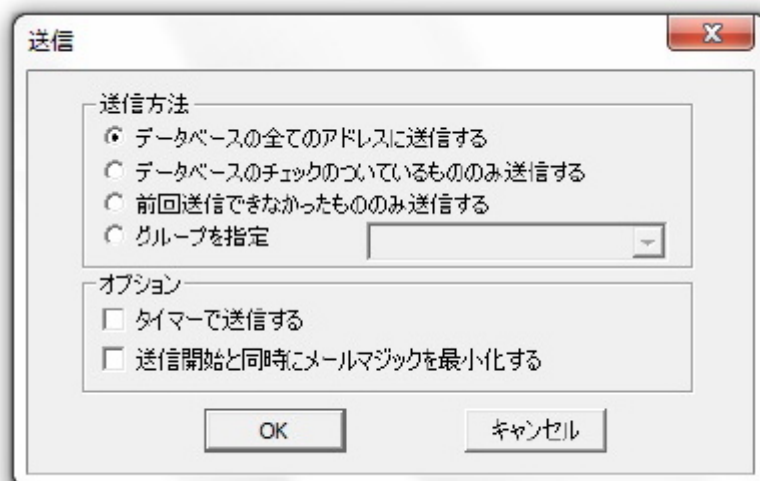 送信
送信方法
データベースの全てのアドレスに送信する
データベースのチェックのついているもののみ送信する
前回送信できなかったもののみ送信する
グループを指定
オプション
タイマーで送信する
送信開始と同時にメールマジックを最小化する
OK キャンセル